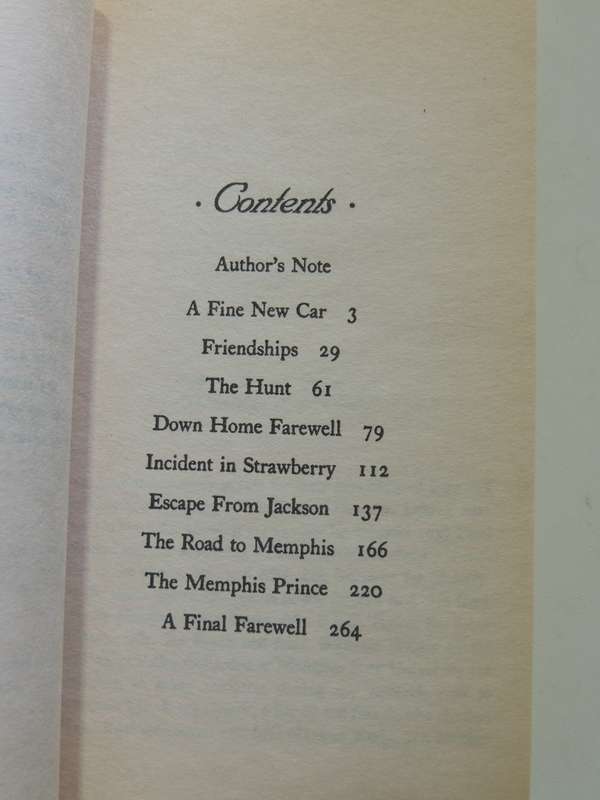 · Contents ·
Author's Note
A Fine New Car 3
Friendships 29
The Hunt 61
Down Home Farewell 79
Incident in Strawberry 112
Escape From Jackson 137
The Road to Memphis 166
The Memphis Prince 220
A Final Farewell 264